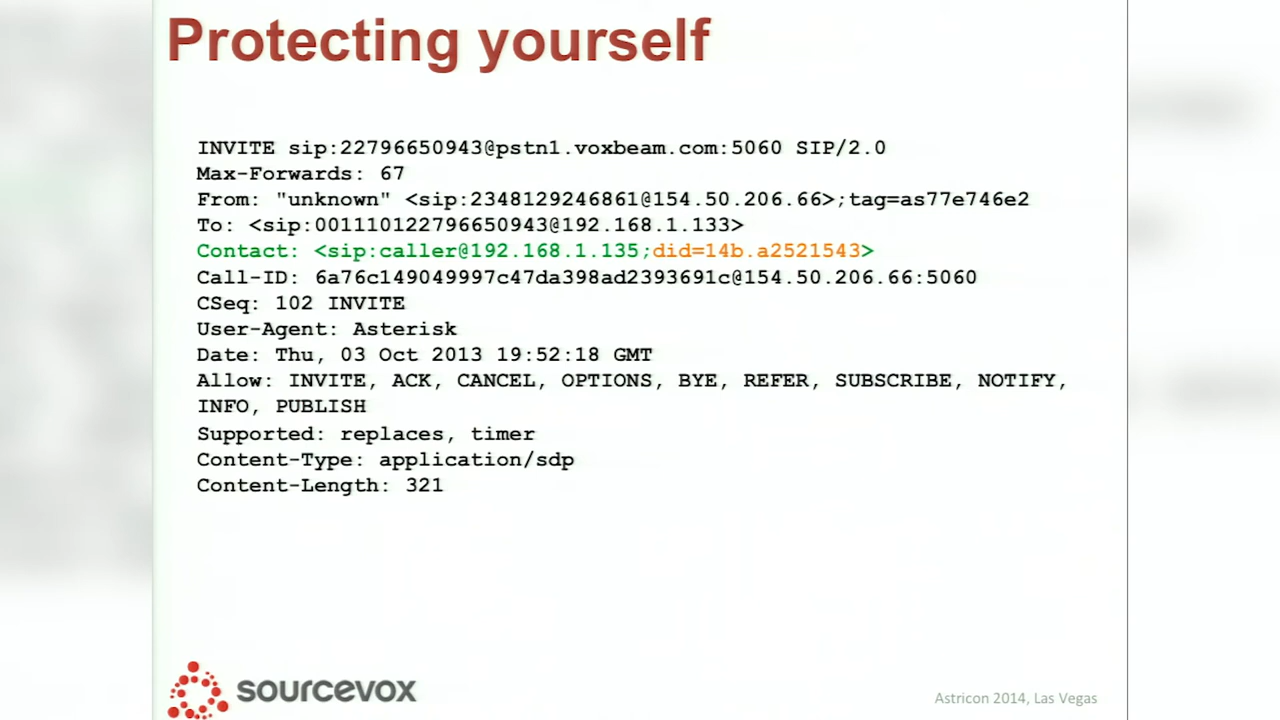 Protecting yourself
INVITE sip:22796650943@pstn1.voxbeam.com:5060 SIP/2.0
Max-Forwards: 67
From: "unknown" <sip:2348129246861@154.50.206.66>;tag=as77e746e2
To: <sip:001110122796650943@192.168.1.133>
Contact: <sip:caller@192.168.1.135;did=14b.a2521543>
Call-ID: 6a76c149049997c47da398ad2393691c@154.50.206.66:5060
CSeq: 102 INVITE
User-Agent: Asterisk
Date: Thu, 03 Oct 2013 19:52:18 GMT
Allow: INVITE, ACK, CANCEL, OPTIONS, BYE, REFER, SUBSCRIBE, NOTIFY,
INFO, PUBLISH
Supported: replaces, timer
Content-Type: application/sdp
Content-Length: 321
sourcevox
Astricon 2014, Las Vegas